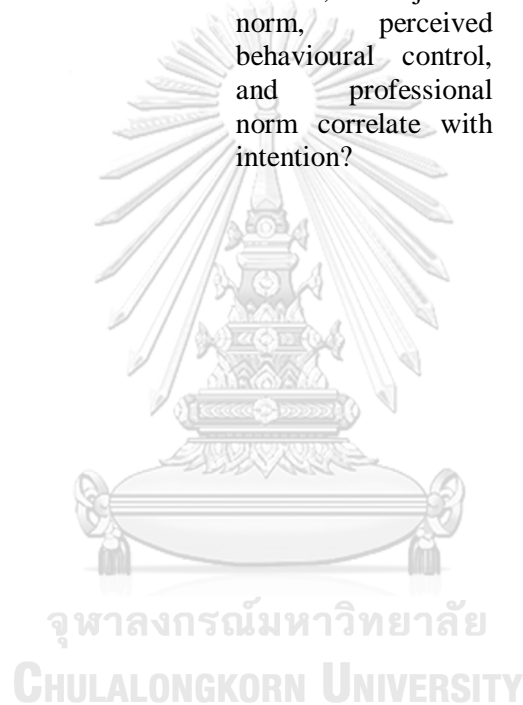 norm, perceived
behavioural control,
and professional
norm correlate with
intention?
จุฬาลงกรณ์มหาวิทยาลัย
CHULALONGKORN UNIVERSITY